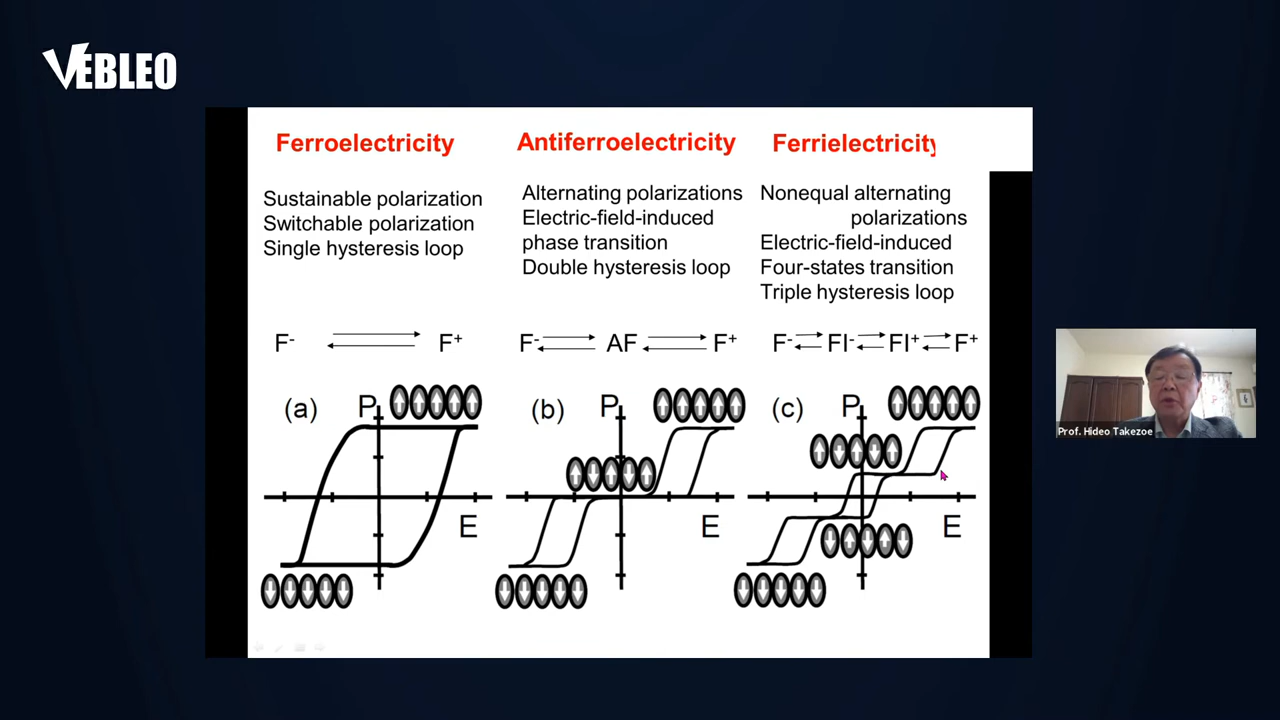 VEBLEO
Ferroelectricity
Sustainable polarization
Switchable polarization
Single hysteresis loop
F- F+
(a) P
E
Antiferroelectricity
Alternating polarizations
Electric-field-induced
phase transition
Double hysteresis loop
F- AF F+
(b) P
E
Ferrielectricity
Nonequal alternating
polarizations
Electric-field-induced
Four-states transition
Triple hysteresis loop
F- FI- FI+ F+
(c) P
E
Prof. Hideo Takezoe